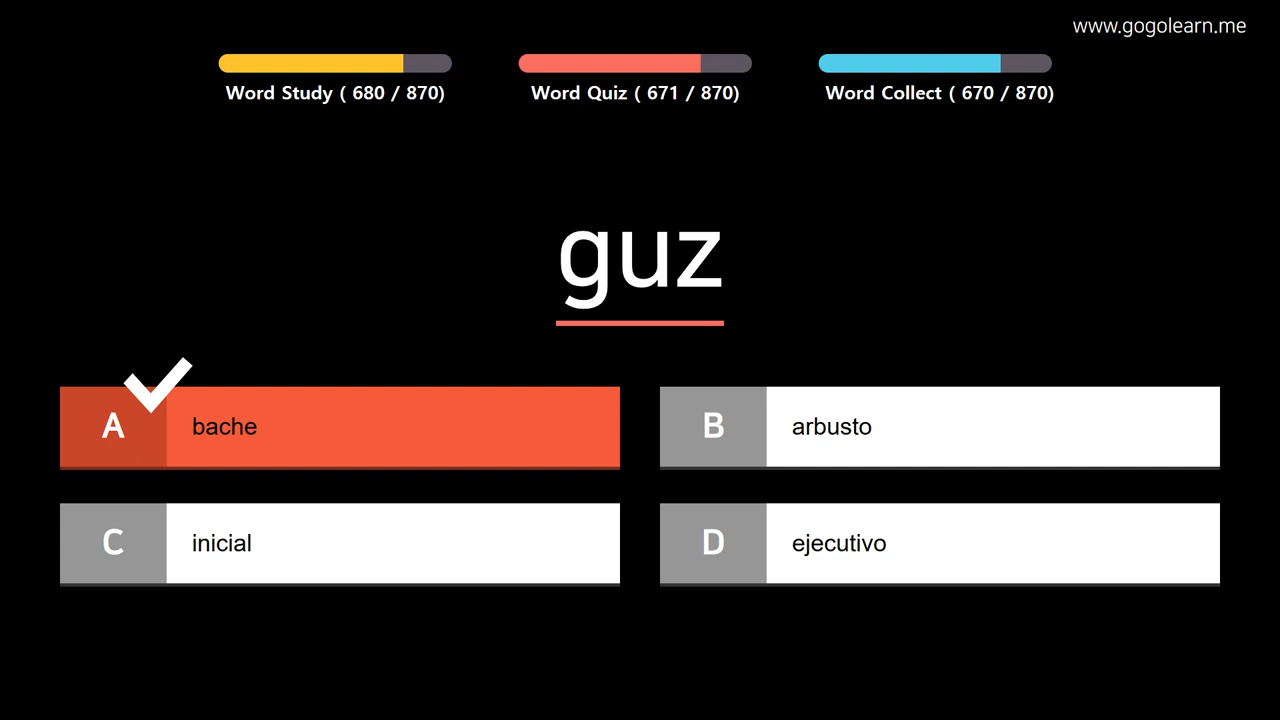 www.gogolearn.me
Word Study ( 680 / 870)
Word Quiz ( 671 / 870)
Word Collect ( 670 / 870)
guz
A bache
B arbusto
C inicial
D ejecutivo